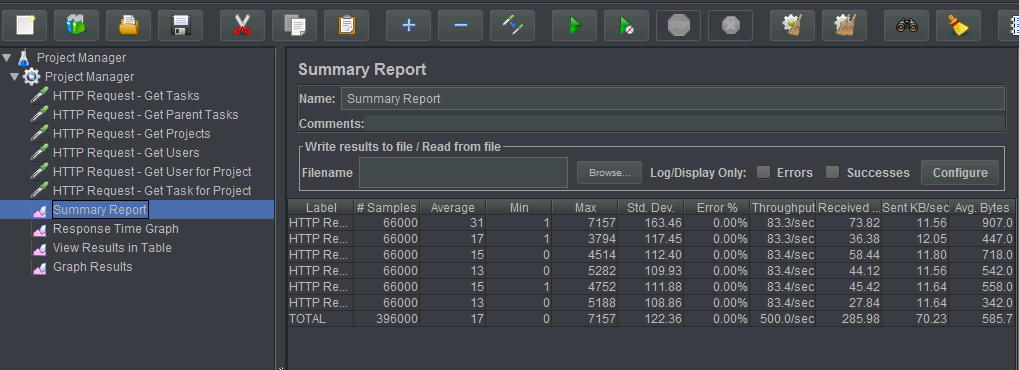 STOP
Project Manager
Project Manager
HTTP Request - Get Tasks
HTTP Request - Get Parent Tasks
HTTP Request - Get Projects
HTTP Request - Get Users
HTTP Request - Get User for Project
HTTP Request - Get Task for Project
Summary Report
Response Time Graph
View Results in Table
Graph Results
Summary Report
Name: Summary Report
Comments:
Write results to file / Read from file
Filename Browse... Log/Display Only: Errors Successes Configure
Label # Samples Average Min Max Std. Dev. Error % Throughput Received ... Sent KB/sec Avg. Bytes
HTTP Re... 66000 31 1 7157 163.46 0.00% 83.3/sec 73.82 11.56 907.0
HTTP Re... 66000 17 1 3794 117.45 0.00% 83.3/sec 36.38 12.05 447.0
HTTP Re... 66000 15 0 4514 112.40 0.00% 83.4/sec 58.44 11.80 718.0
HTTP Re... 66000 13 0 5282 109.93 0.00% 83.4/sec 44.12 11.56 542.0
HTTP Re... 66000 15 1 4752 111.88 0.00% 83.4/sec 45.42 11.64 558.0
HTTP Re... 66000 13 0 5188 108.86 0.00% 83.4/sec 27.84 11.64 342.0
TOTAL 396000 17 0 7157 122.36 0.00% 500.0/sec 285.98 70.23 585.7